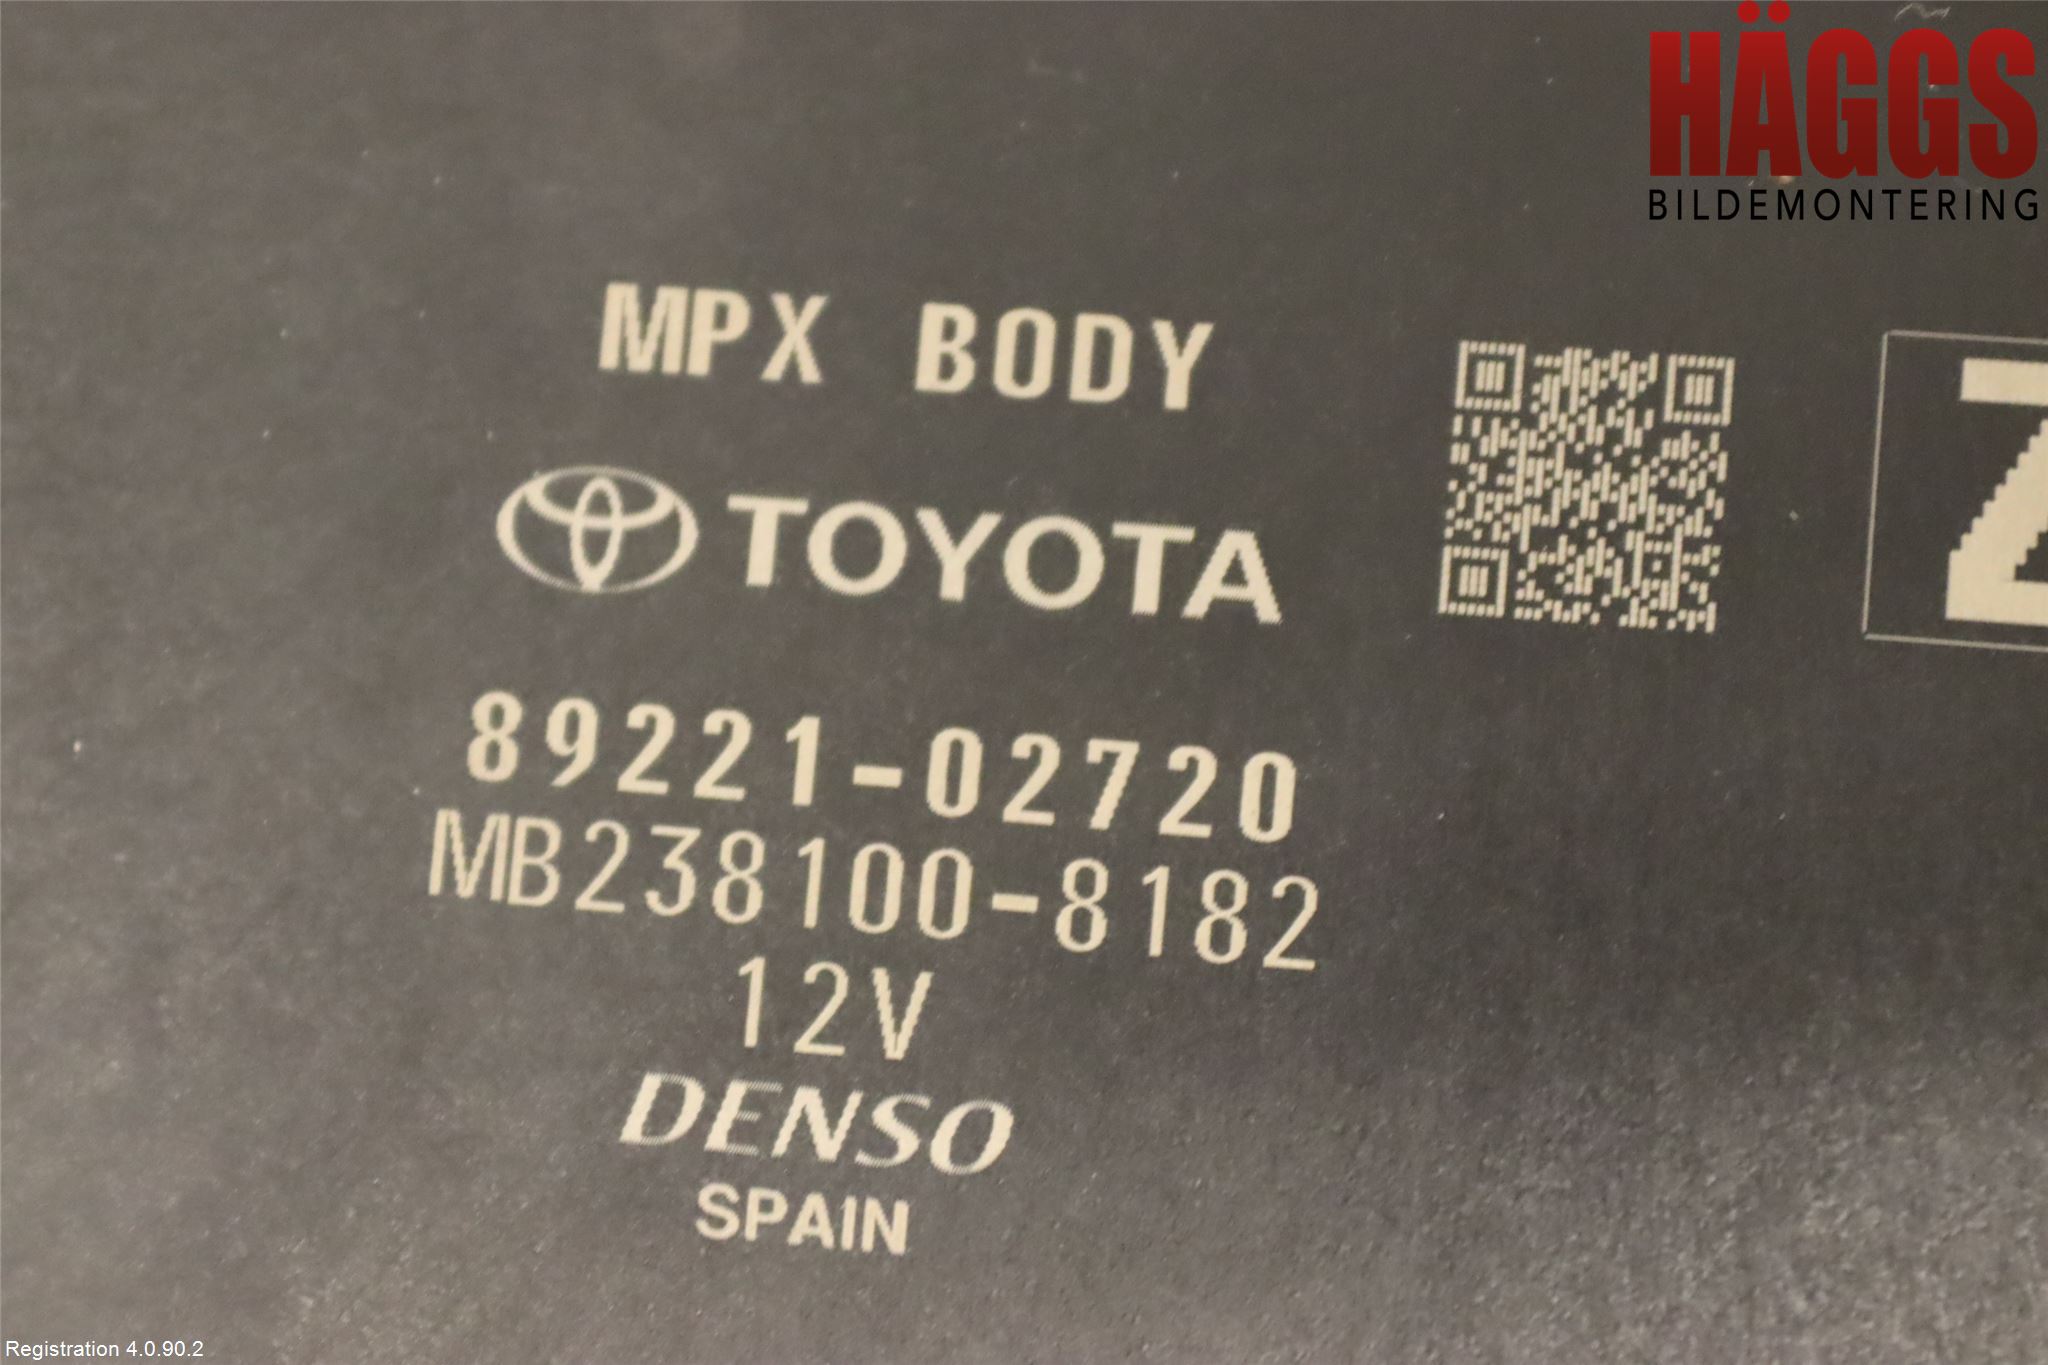 HÄGGS
BILDEMONTERING
MPX BODY
TOYOTA
89221-02720
MB238100-8182
12V
DENSO
SPAIN
Registration 4.0.90.2